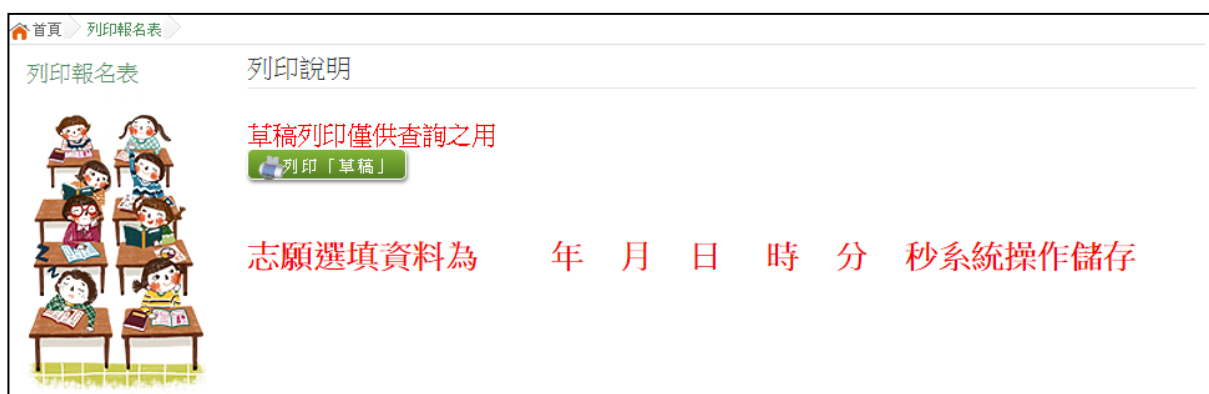 首頁 列印報名表
列印報名表
列印說明
草稿列印僅供查詢之用
列印「草稿」
志願選填資料為 年 月 日 時 分 秒系統操作儲存
Z
Z
Z